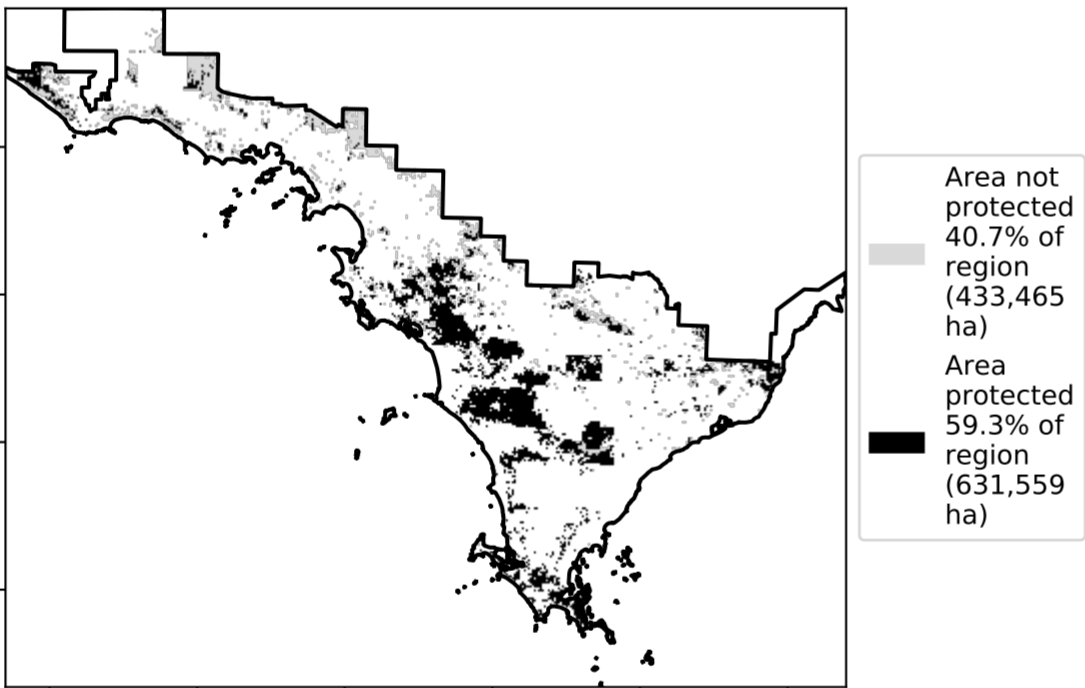 Area not
protected
40.7% of
region
(433,465
ha)
Area
protected
59.3% of
region
(631,559
ha)